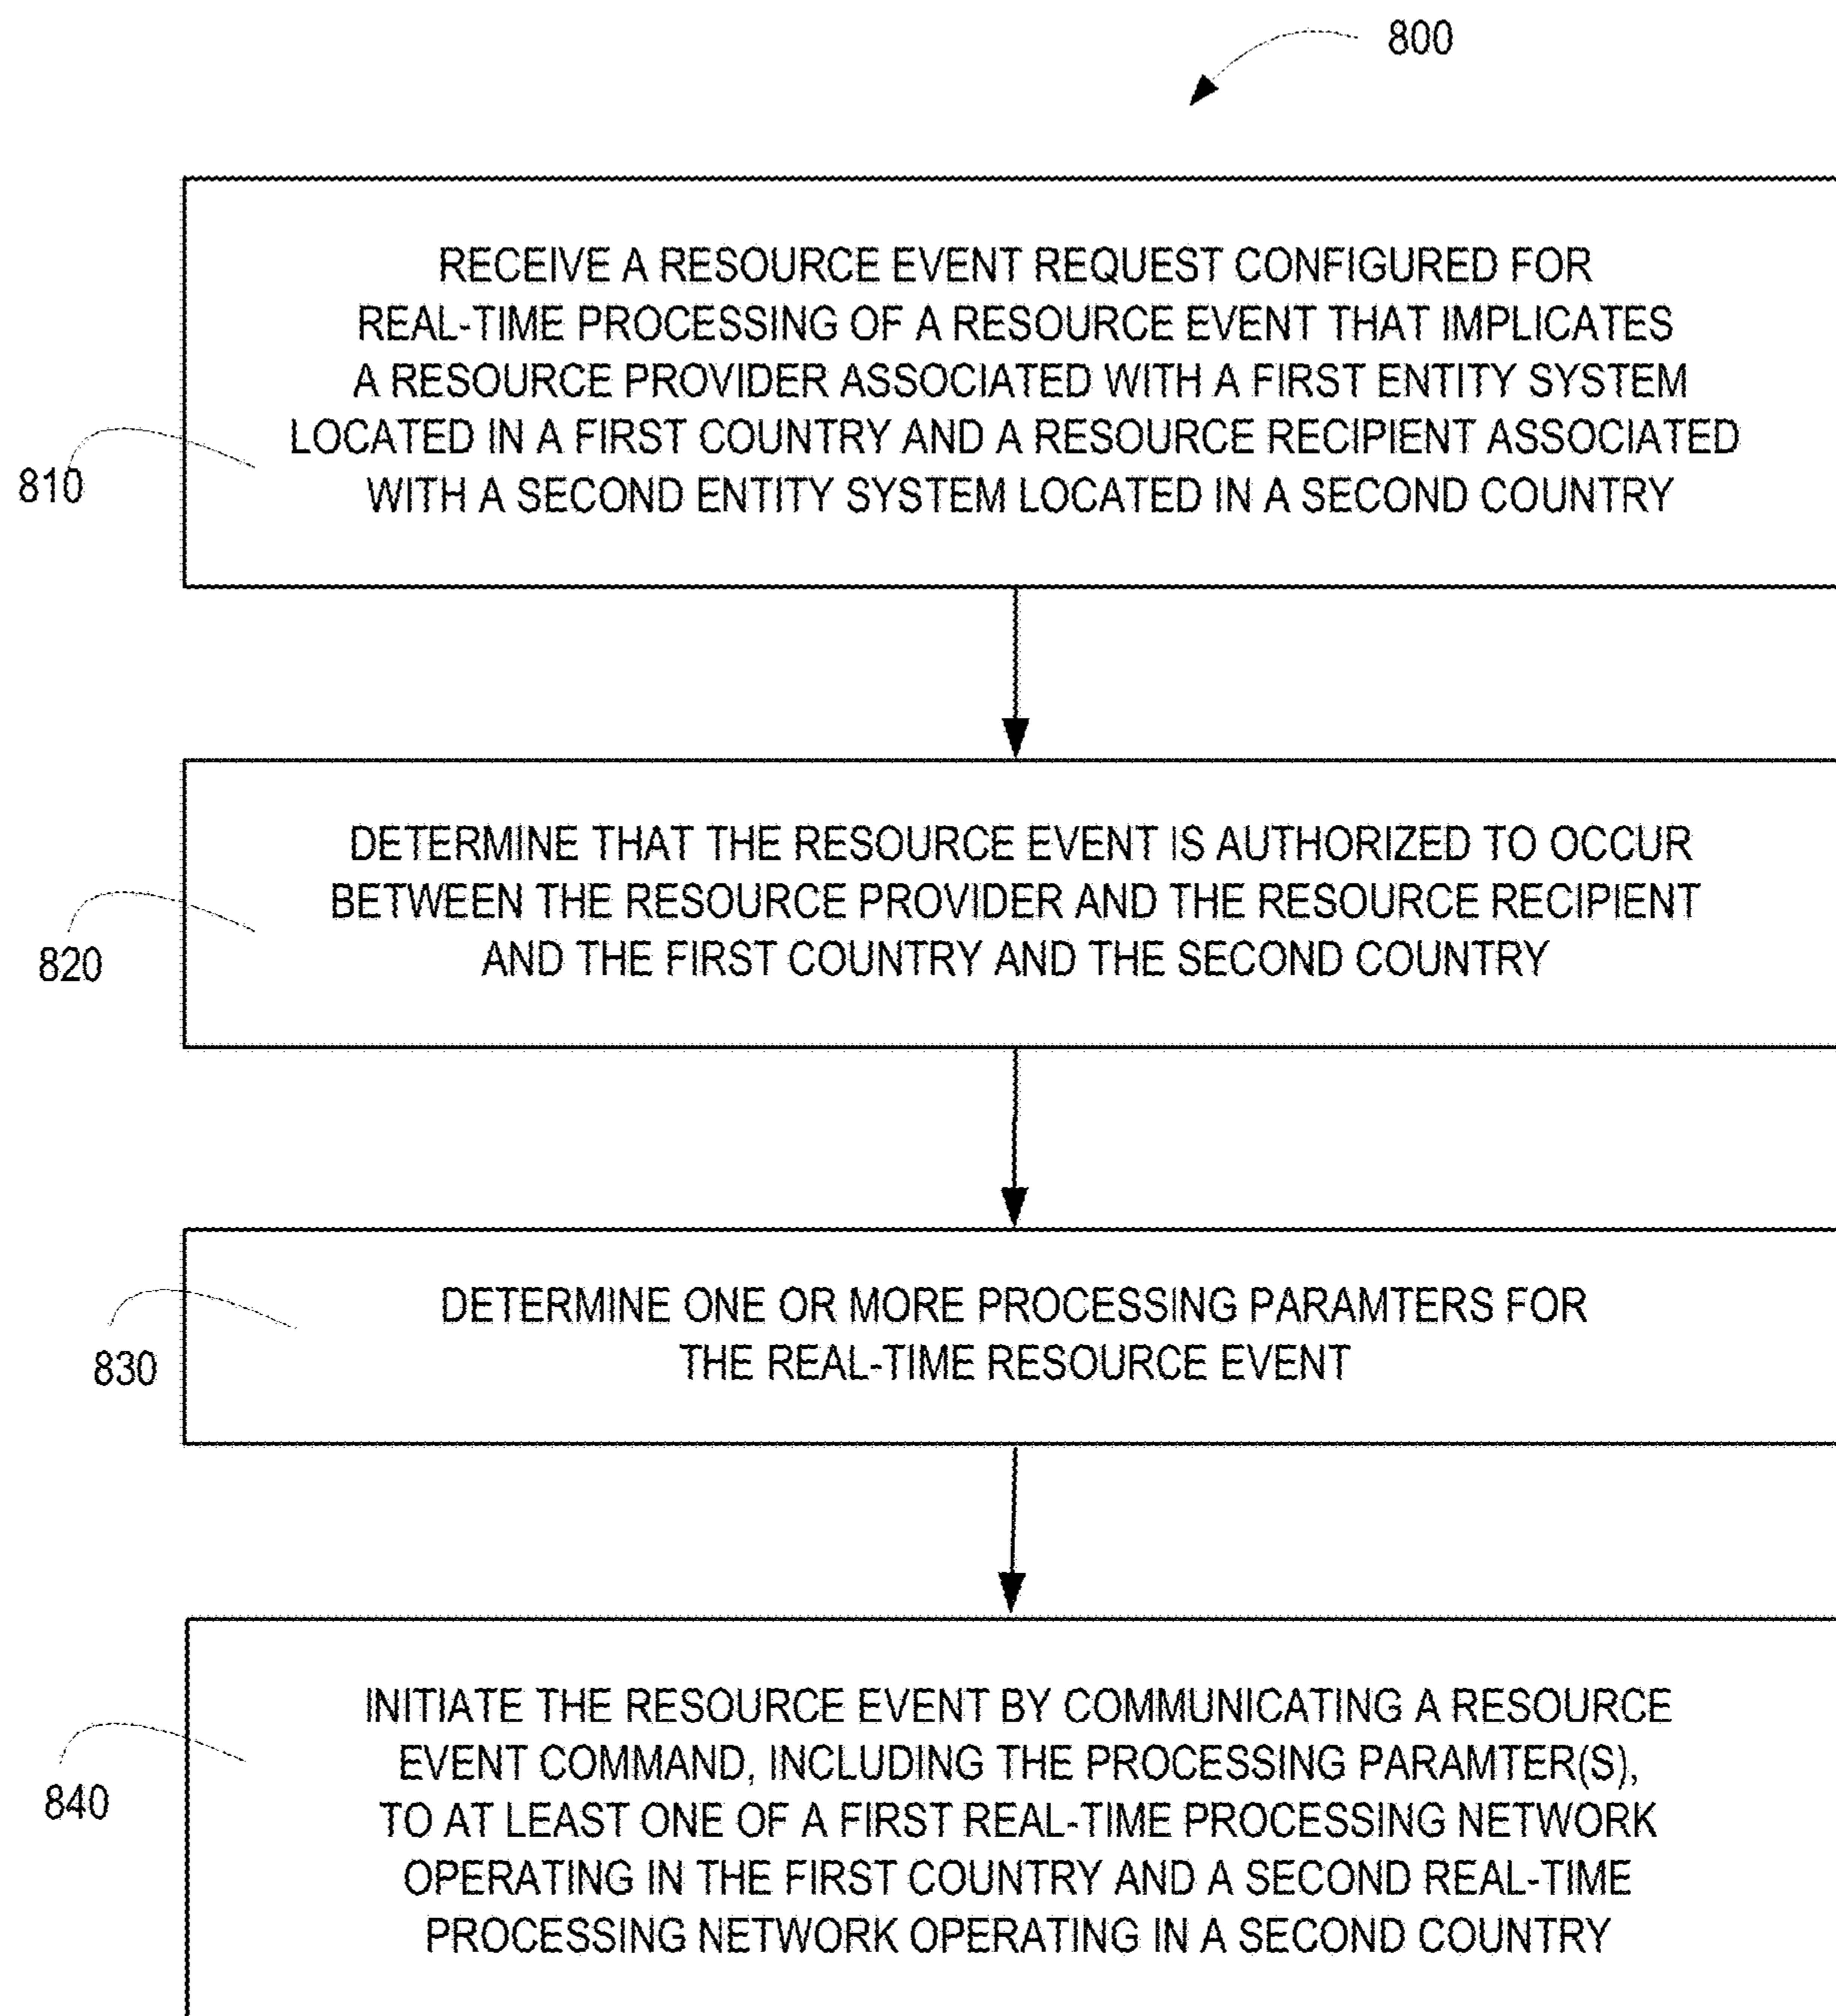 800
RECEIVE A RESOURCE EVENT REQUEST CONFIGURED FOR
REAL-TIME PROCESSING OF A RESOURCE EVENT THAT IMPLICATES
A RESOURCE PROVIDER ASSOCIATED WITH A FIRST ENTITY SYSTEM
LOCATED IN A FIRST COUNTRY AND A RESOURCE RECIPIENT ASSOCIATED
WITH A SECOND ENTITY SYSTEM LOCATED IN A SECOND COUNTRY
810
DETERMINE THAT THE RESOURCE EVENT IS AUTHORIZED TO OCCUR
BETWEEN THE RESOURCE PROVIDER AND THE RESOURCE RECIPIENT
AND THE FIRST COUNTRY AND THE SECOND COUNTRY
820
DETERMINE ONE OR MORE PROCESSING PARAMTERS FOR
THE REAL-TIME RESOURCE EVENT
830
INITIATE THE RESOURCE EVENT BY COMMUNICATING A RESOURCE
EVENT COMMAND, INCLUDING THE PROCESSING PARAMTER(S),
TO AT LEAST ONE OF A FIRST REAL-TIME PROCESSING NETWORK
OPERATING IN THE FIRST COUNTRY AND A SECOND REAL-TIME
PROCESSING NETWORK OPERATING IN A SECOND COUNTRY
840